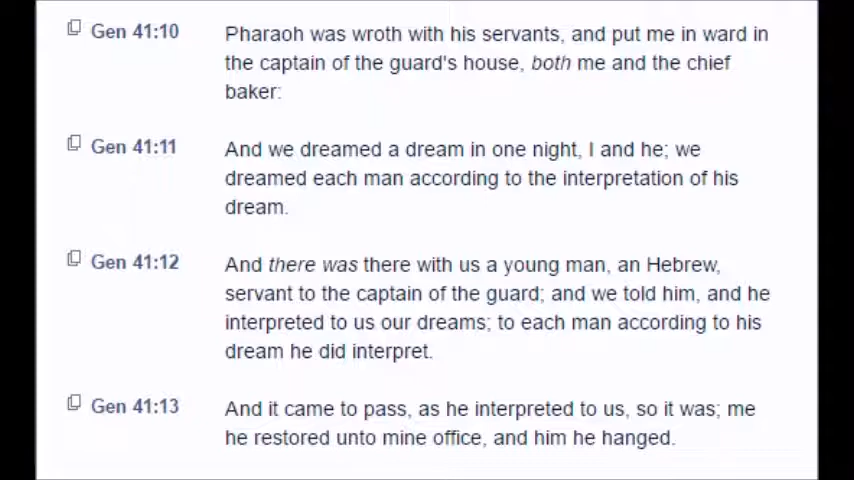 Gen 41:10 Pharaoh was wroth with his servants, and put me in ward in
the captain of the guard's house, both me and the chief
baker:
Gen 41:11 And we dreamed a dream in one night, I and he; we
dreamed each man according to the interpretation of his
dream.
Gen 41:12 And there was there with us a young man, an Hebrew,
servant to the captain of the guard; and we told him, and he
interpreted to us our dreams; to each man according to his
dream he did interpret.
Gen 41:13 And it came to pass, as he interpreted to us, so it was; me
he restored unto mine office, and him he hanged.